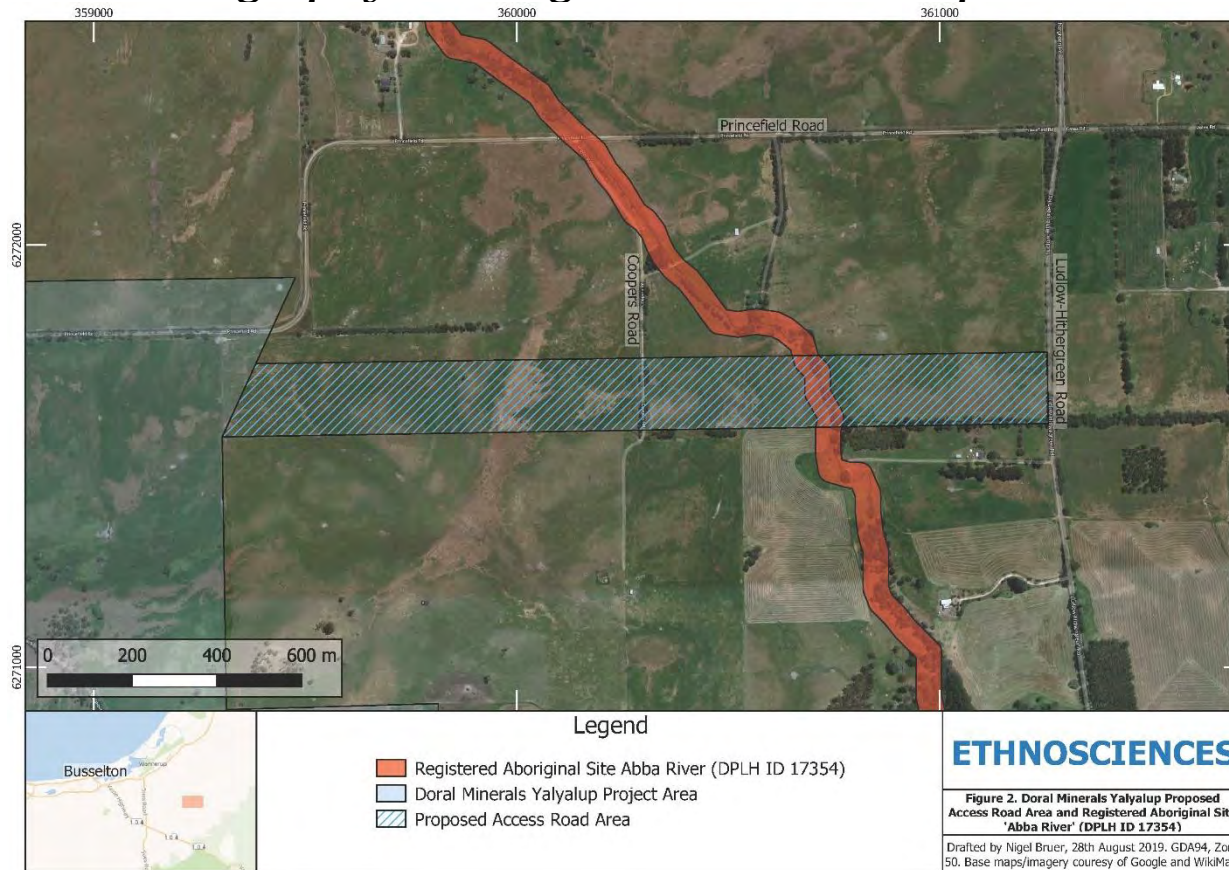 359000
360000
361000
6272000
6271000
Princefield Road
Coopers Road
Ludlow-Hithergreen Road
0 200 400 600 m
Busselton
Legend
Registered Aboriginal Site Abba River (DPLH ID 17354)
Doral Minerals Yalyalup Project Area
Proposed Access Road Area
ETHNOSCIENCES
Figure 2. Doral Minerals Yalyalup Proposed
Access Road Area and Registered Aboriginal Sit
'Abba River' (DPLH ID 17354)
Drafted by Nigel Bruer, 28th August 2019. GDA94, Zon
50. Base maps/imagery couresy of Google and WikiMa